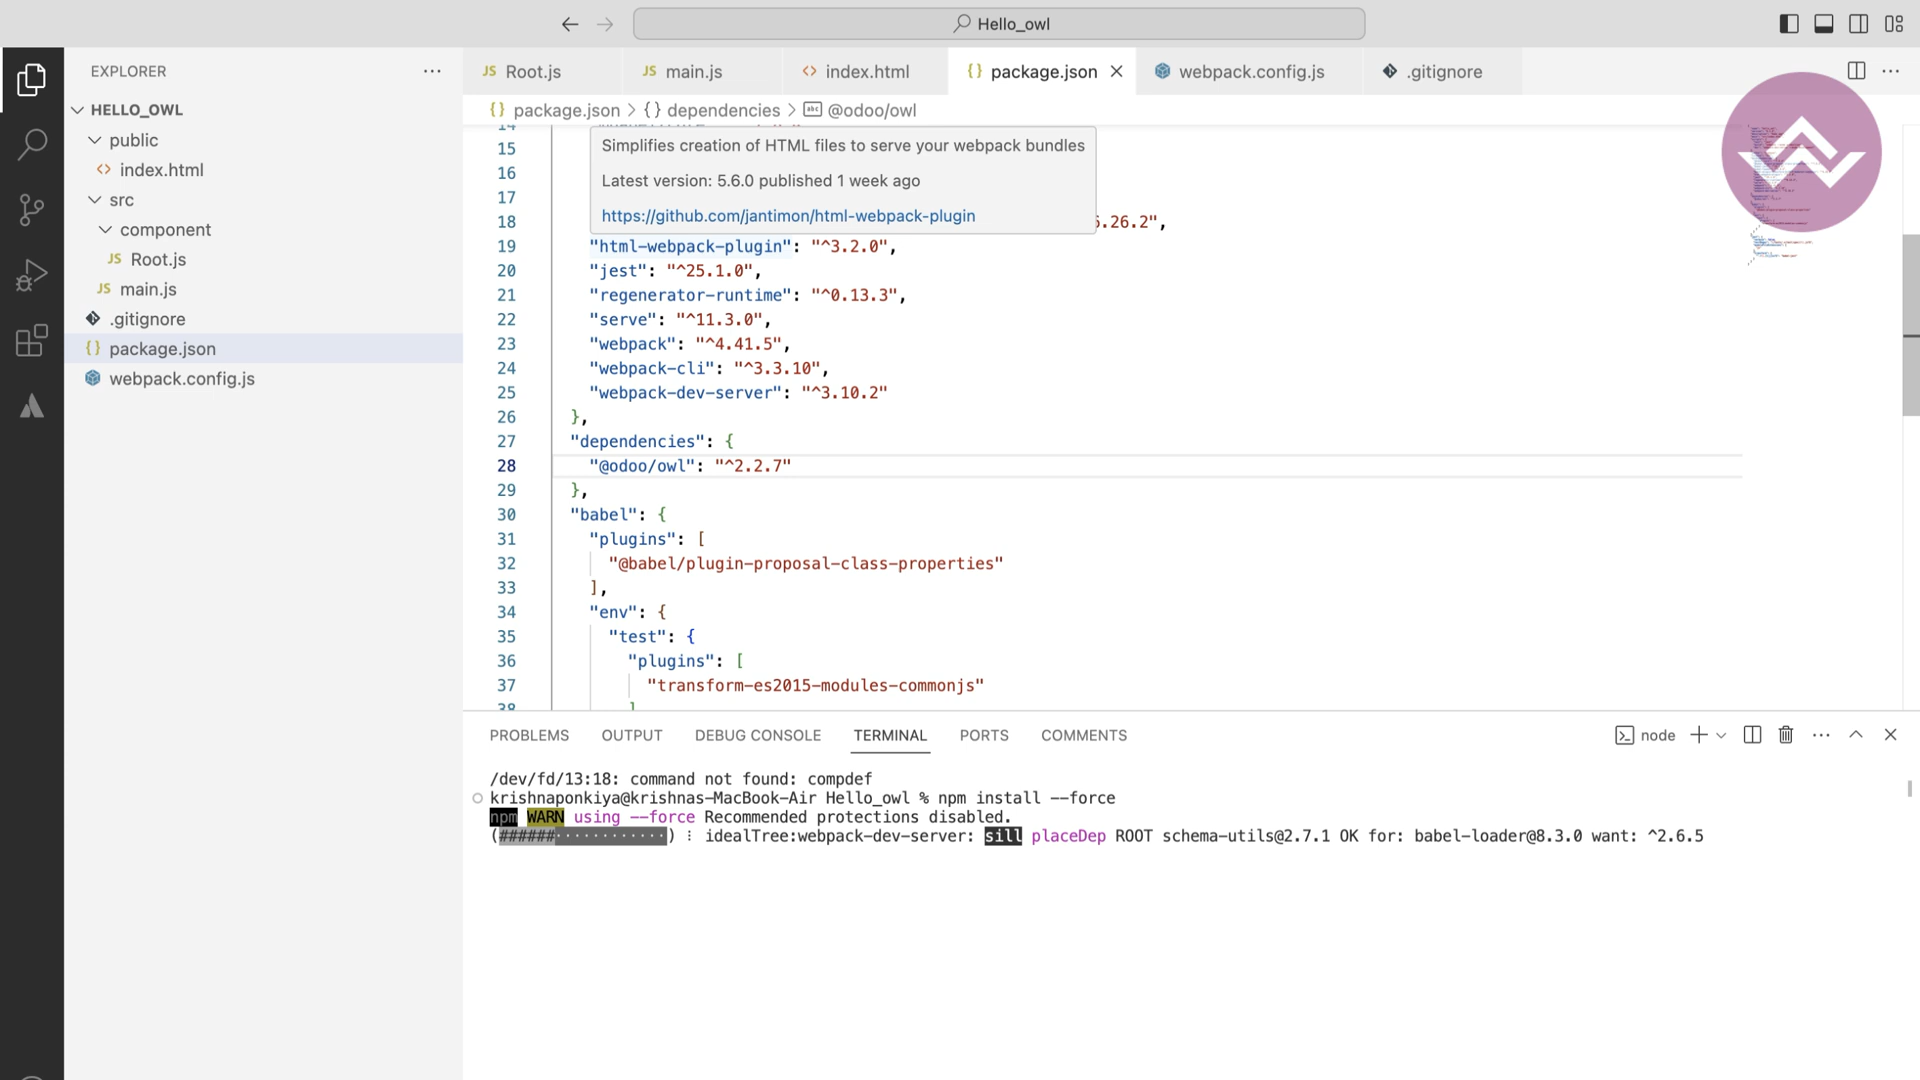 Hello_owl
EXPLORER
HELLO_OWL
public
<> index.html
src
component
JS Root.js
JS main.js
.gitignore
{} package.json
webpack.config.js
JS Root.js
JS main.js
<> index.html
{} package.json
webpack.config.js
.gitignore
{} package.json > {} dependencies > abc @odoo/owl
14
15
16
17
Simplifies creation of HTML files to serve your webpack bundles
Latest version: 5.6.0 published 1 week ago
https://github.com/jantimon/html-webpack-plugin
18 .26.2",
19 "html-webpack-plugin": "^3.2.0",
20 "jest": "^25.1.0",
21 "regenerator-runtime": "^0.13.3",
22 "serve": "^11.3.0",
23 "webpack": "^4.41.5",
24 "webpack-cli": "^3.3.10",
25 "webpack-dev-server": "^3.10.2"
26 },
27 "dependencies": {
28 "@odoo/owl": "^2.2.7"
29 },
30 "babel": {
31 "plugins": [
32 "@babel/plugin-proposal-class-properties"
33 ],
34 "env": {
35 "test": {
36 "plugins": [
37 "transform-es2015-modules-commonjs"
38 ]
PROBLEMS OUTPUT DEBUG CONSOLE TERMINAL PORTS COMMENTS
node
/dev/fd/13:18: command not found: compdef
krishnaponkiya@krishnas-MacBook-Air Hello_owl % npm install --force
npm WARN using --force Recommended protections disabled.
(######⋅⋅⋅⋅⋅⋅⋅⋅⋅⋅⋅⋅) ⫶ idealTree:webpack-dev-server: sill placeDep ROOT schema-utils@2.7.1 OK for: babel-loader@8.3.0 want: ^2.6.5